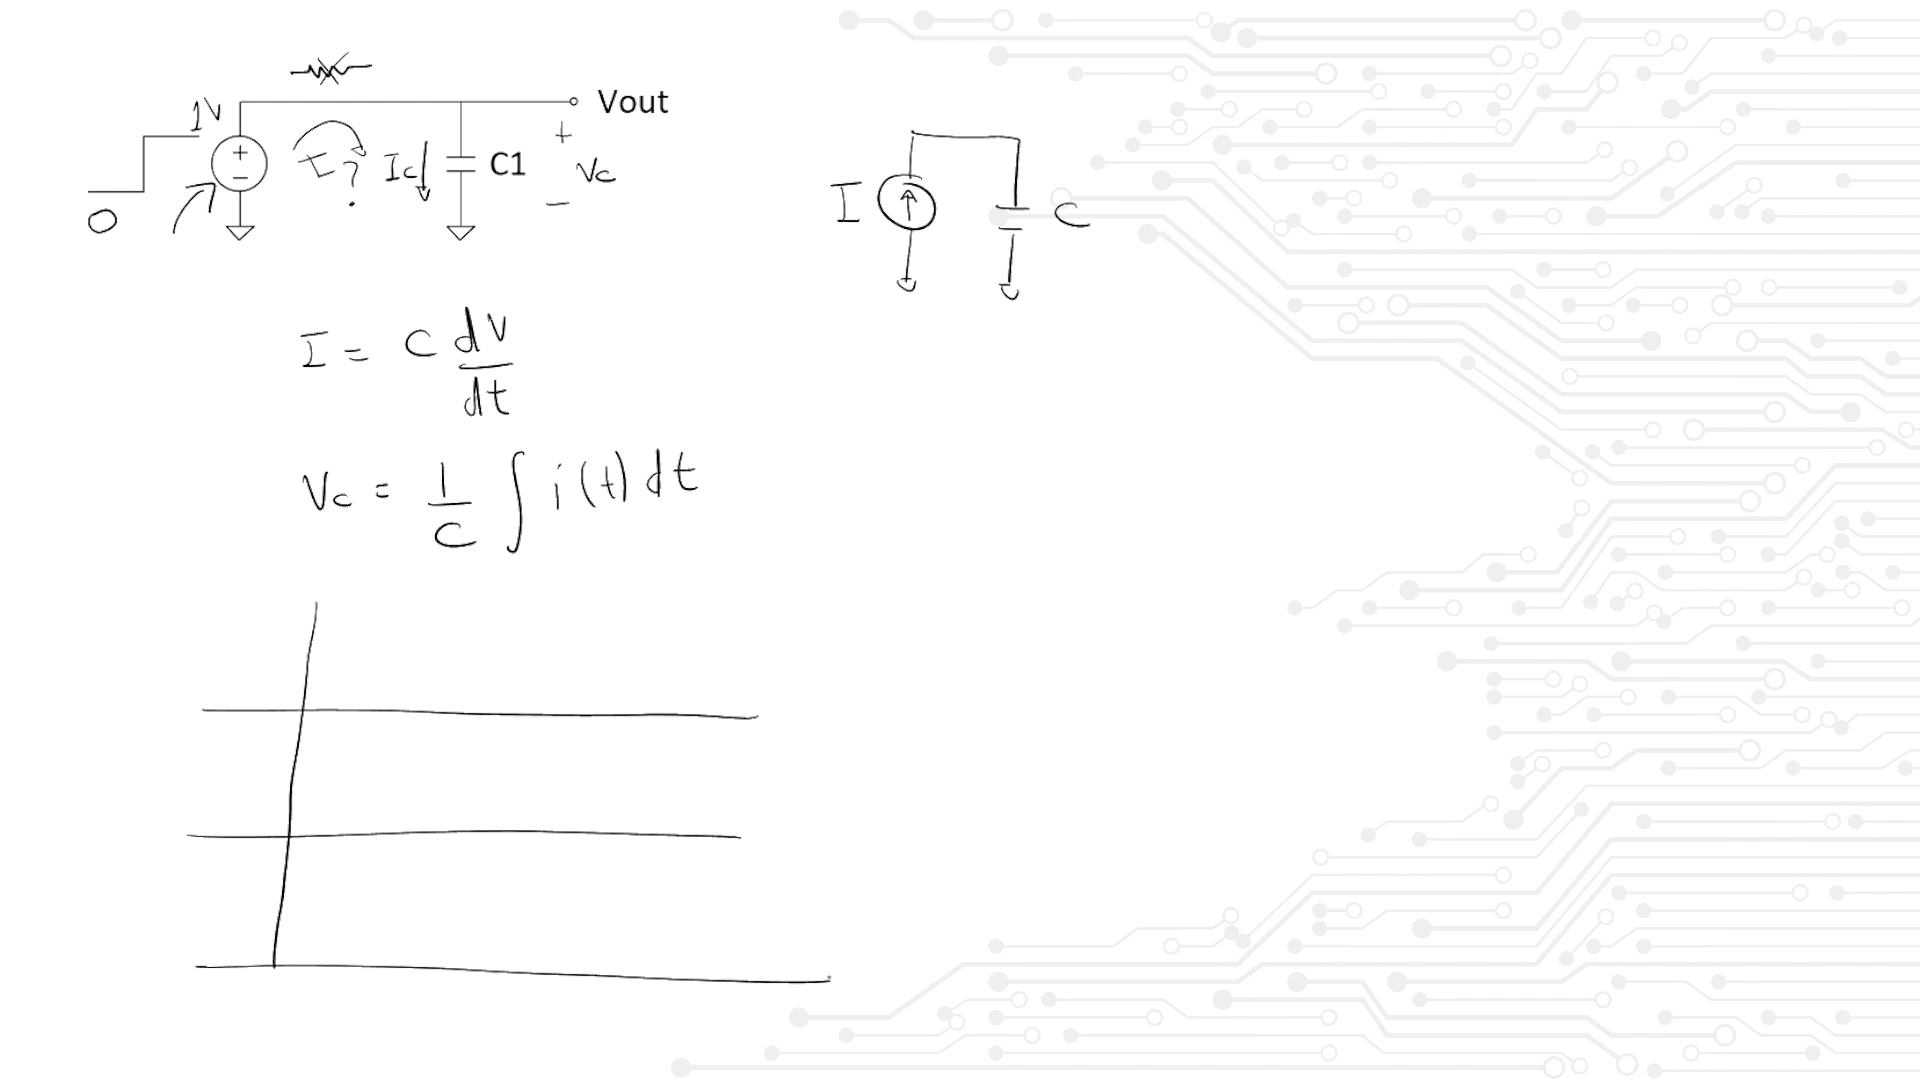 1V
Vout
+
I?
Ic
C1
Vc
−
0
+
−
I
C
I = C dV/dt
Vc = 1/C ∫ i(t) dt